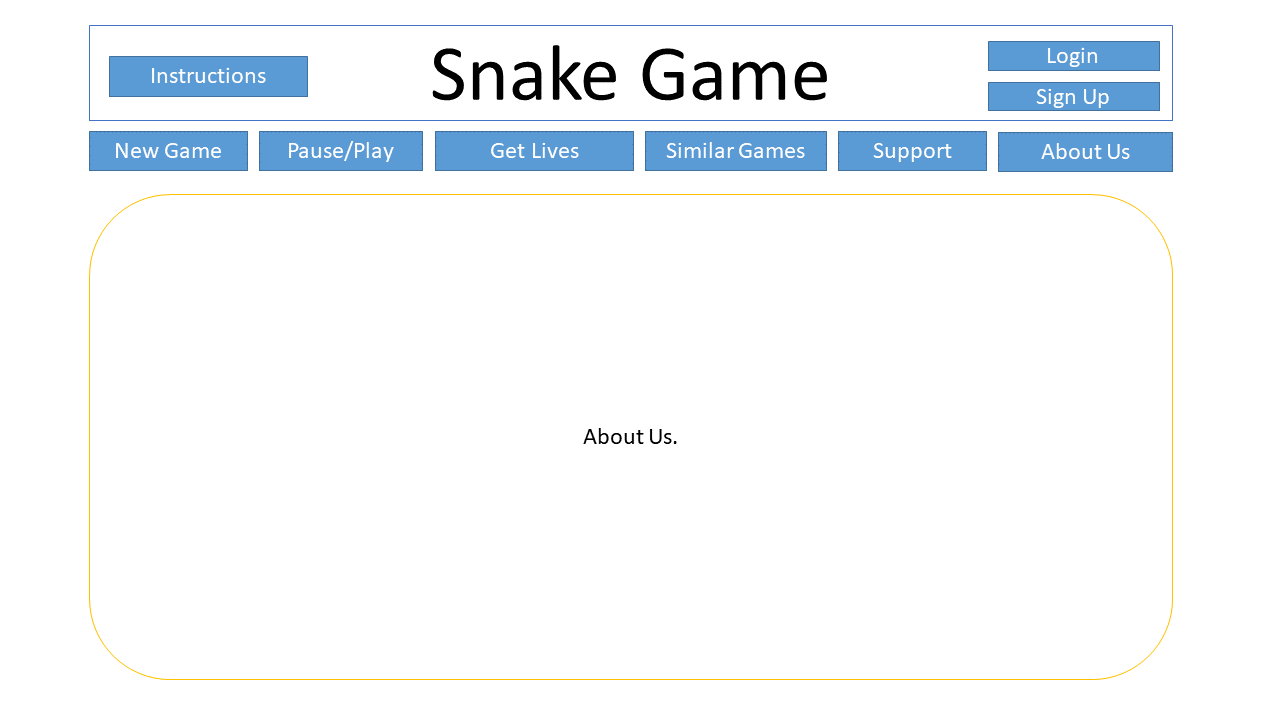 Instructions
Snake Game
Login
Sign Up
New Game
Pause/Play
Get Lives
Similar Games
Support
About Us
About Us.